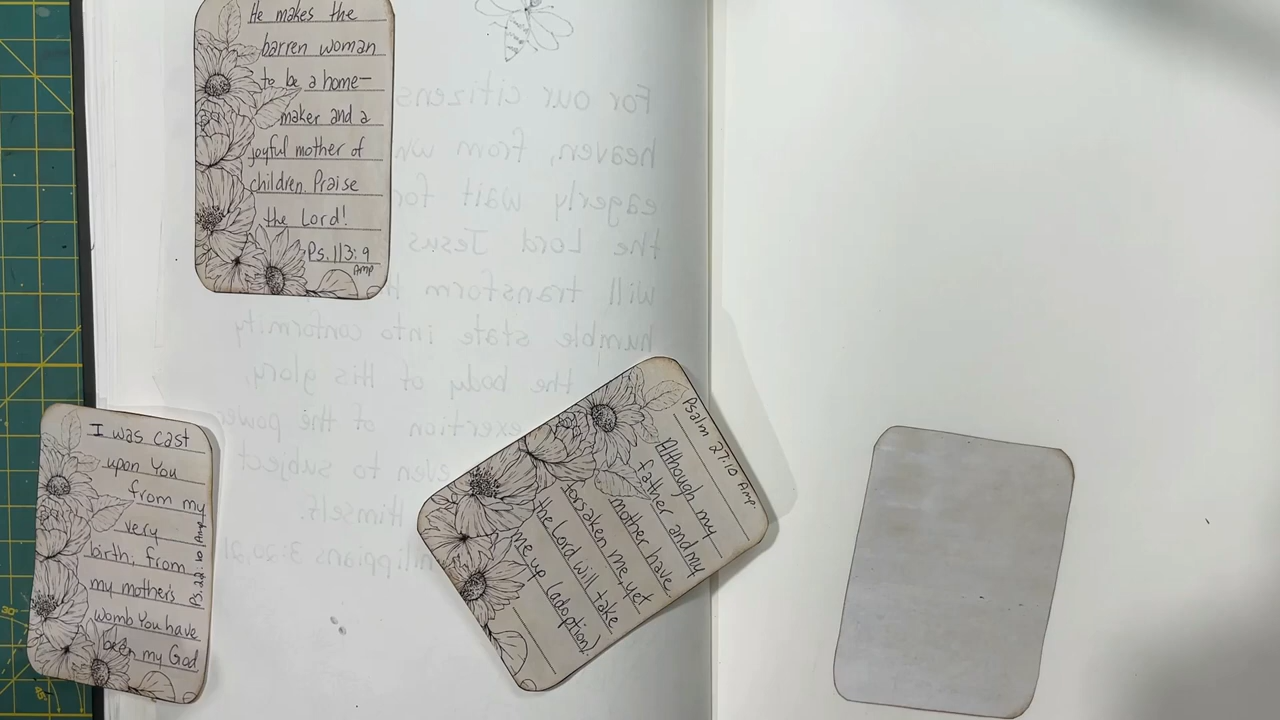 He makes the
barren woman
to be a home-
maker and a
joyful mother of
children. Praise
the Lord!
Ps. 113:9
Amp
I was cast
upon You
from my
very
birth; from
my mother's
womb You have
been my God
Ps. 22:10 Amp
Psalm 27:10 Amp.
Although my
father and my
mother have
forsaken me, yet
the Lord will take
me up (adoption).
For our citizens
heaven, from
eagerly wait for
the Lord Jesus
will transform
humble state into conformity
the body of His glory,
exertion of the power
even to subject
Himself.
3:20,21